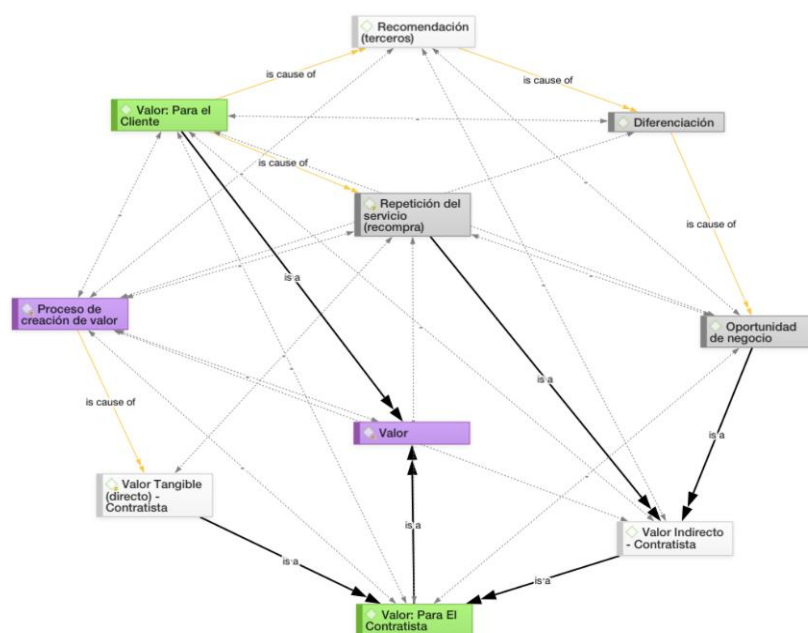 Recomendación
(terceros)
is cause of
is cause of
Valor: Para el
Cliente
Diferenciación
is cause of
Repetición del
servicio
(recompra)
is cause of
is a
Proceso de
creación de valor
Oportunidad
de negocio
is a
is cause of
Valor
is a
Valor Tangible
(directo) -
Contratista
is a
Valor Indirecto
- Contratista
is a
is a
Valor: Para El
Contratista